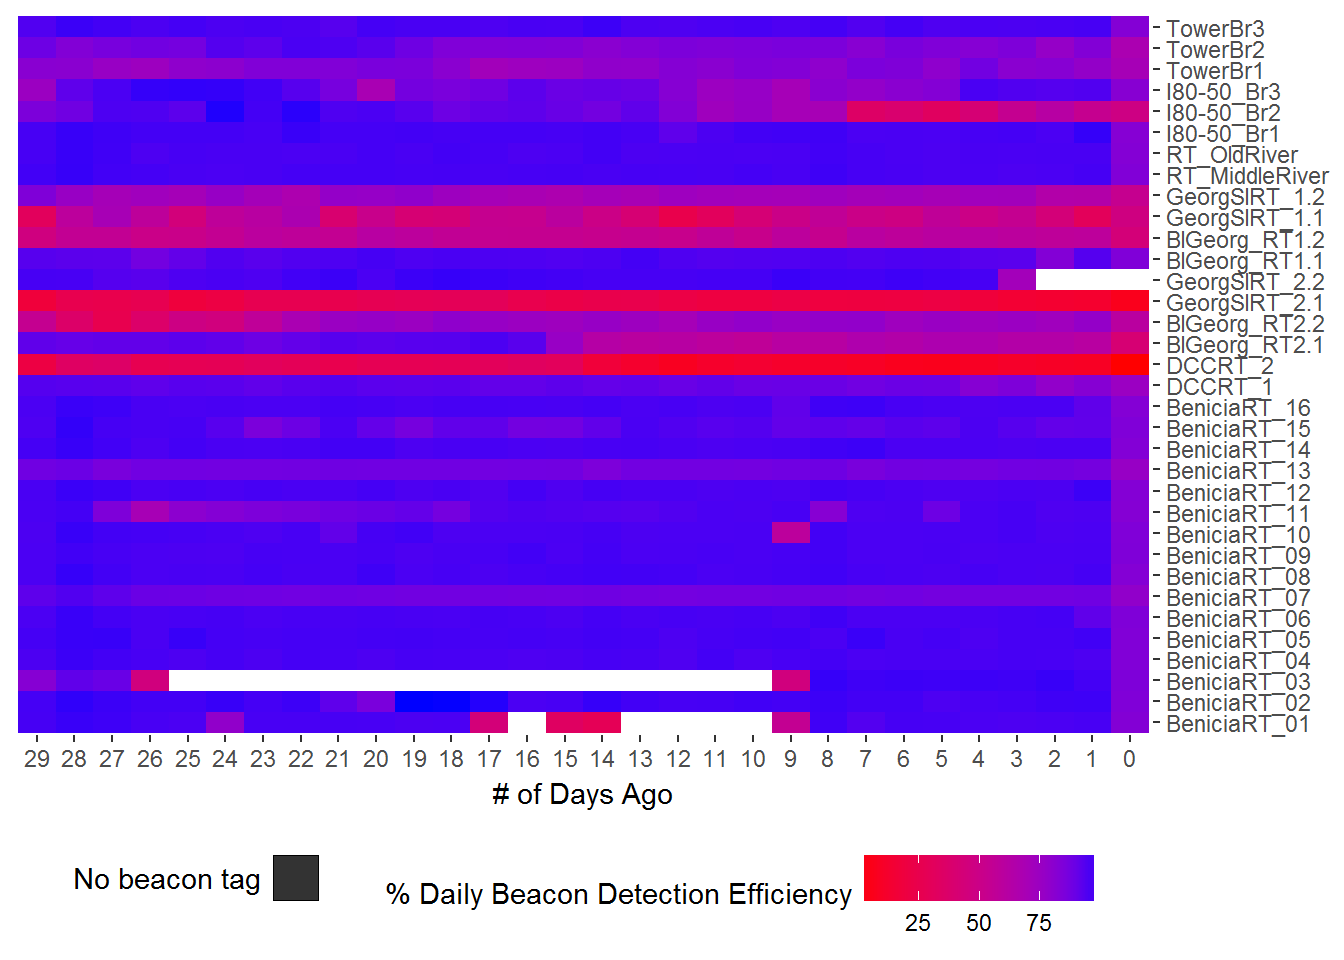 TowerBr3
TowerBr2
TowerBr1
I80-50_Br3
I80-50_Br2
I80-50_Br1
RT_OldRiver
RT_MiddleRiver
GeorgSlRT_1.2
GeorgSlRT_1.1
BlGeorg_RT1.2
BlGeorg_RT1.1
GeorgSlRT_2.2
GeorgSlRT_2.1
BlGeorg_RT2.2
BlGeorg_RT2.1
DCCRT_2
DCCRT_1
BeniciaRT_16
BeniciaRT_15
BeniciaRT_14
BeniciaRT_13
BeniciaRT_12
BeniciaRT_11
BeniciaRT_10
BeniciaRT_09
BeniciaRT_08
BeniciaRT_07
BeniciaRT_06
BeniciaRT_05
BeniciaRT_04
BeniciaRT_03
BeniciaRT_02
BeniciaRT_01
29 28 27 26 25 24 23 22 21 20 19 18 17 16 15 14 13 12 11 10 9 8 7 6 5 4 3 2 1 0
# of Days Ago
No beacon tag
% Daily Beacon Detection Efficiency
25 50 75